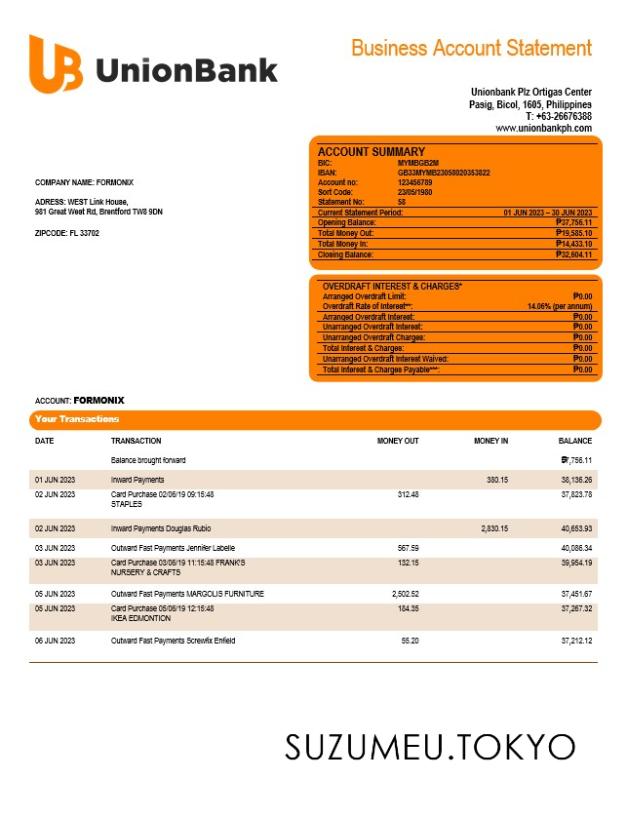 UB UnionBank
Business Account Statement
Unionbank Plz Ortigas Center
Pasig, Bicol, 1605, Philippines
T: +63-26676388
www.unionbankph.com
COMPANY NAME: FORMONIX
ADRESS: WEST Link House,
981 Great West Rd, Brentford TW8 9DN
ZIPCODE: FL 33702
ACCOUNT SUMMARY
BIC: MYMBGB2M
IBAN: GB33MYMB23058020353822
Account no: 123456789
Sort Code: 23/05/1980
Statement No: 58
Current Statement Period: 01 JUN 2023 – 30 JUN 2023
Opening Balance: ₱37,756.11
Total Money Out: ₱19,585.10
Total Money In: ₱14,433.10
Closing Balance: ₱32,604.11
OVERDRAFT INTEREST & CHARGES*
Arranged Overdraft Limit: ₱0.00
Overdraft Rate of Interest**: 14.06% (per annum)
Arranged Overdraft Interest: ₱0.00
Unarranged Overdraft Interest: ₱0.00
Unarranged Overdraft Charges: ₱0.00
Total Interest & Charges: ₱0.00
Unarranged Overdraft Interest Waived: ₱0.00
Total Interest & Charges Payable***: ₱0.00
ACCOUNT: FORMONIX
Your Transactions
DATE TRANSACTION MONEY OUT MONEY IN BALANCE
Balance brought forward ₱7,756.11
01 JUN 2023 Inward Payments 380.15 38,136.26
02 JUN 2023 Card Purchase 02/06/19 09:15:48 312.48 37,823.78
STAPLES
02 JUN 2023 Inward Payments Douglas Rubio 2,830.15 40,653.93
03 JUN 2023 Outward Fast Payments Jennifer Labelle 567.59 40,086.34
03 JUN 2023 Card Purchase 03/06/19 11:15:48 FRANK'S 132.15 39,954.19
NURSERY & CRAFTS
05 JUN 2023 Outward Fast Payments MARGOLIS FURNITURE 2,502.52 37,451.67
05 JUN 2023 Card Purchase 05/06/19 12:15:48 184.35 37,267.32
IKEA EDMONTION
06 JUN 2023 Outward Fast Payments Screwfix Enfield 55.20 37,212.12
SUZUMEU.TOKYO